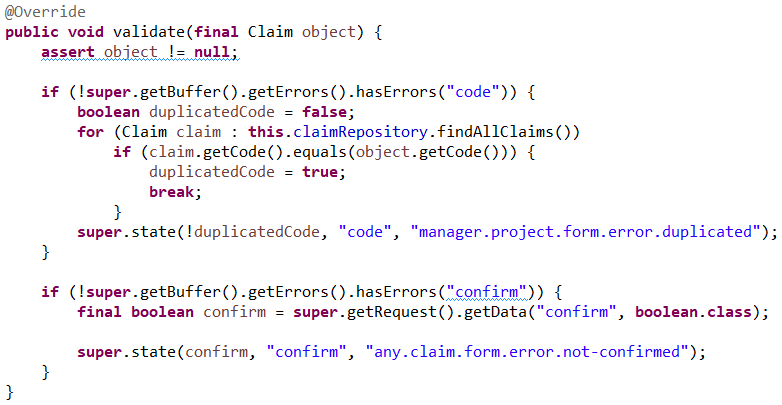 @Override
public void validate(final Claim object) {
    assert object != null;

    if (!super.getBuffer().getErrors().hasErrors("code")) {
        boolean duplicatedCode = false;
        for (Claim claim : this.claimRepository.findAllClaims())
            if (claim.getCode().equals(object.getCode())) {
                duplicatedCode = true;
                break;
            }
        super.state(!duplicatedCode, "code", "manager.project.form.error.duplicated");
    }

    if (!super.getBuffer().getErrors().hasErrors("confirm")) {
        final boolean confirm = super.getRequest().getData("confirm", boolean.class);

        super.state(confirm, "confirm", "any.claim.form.error.not-confirmed");
    }
}